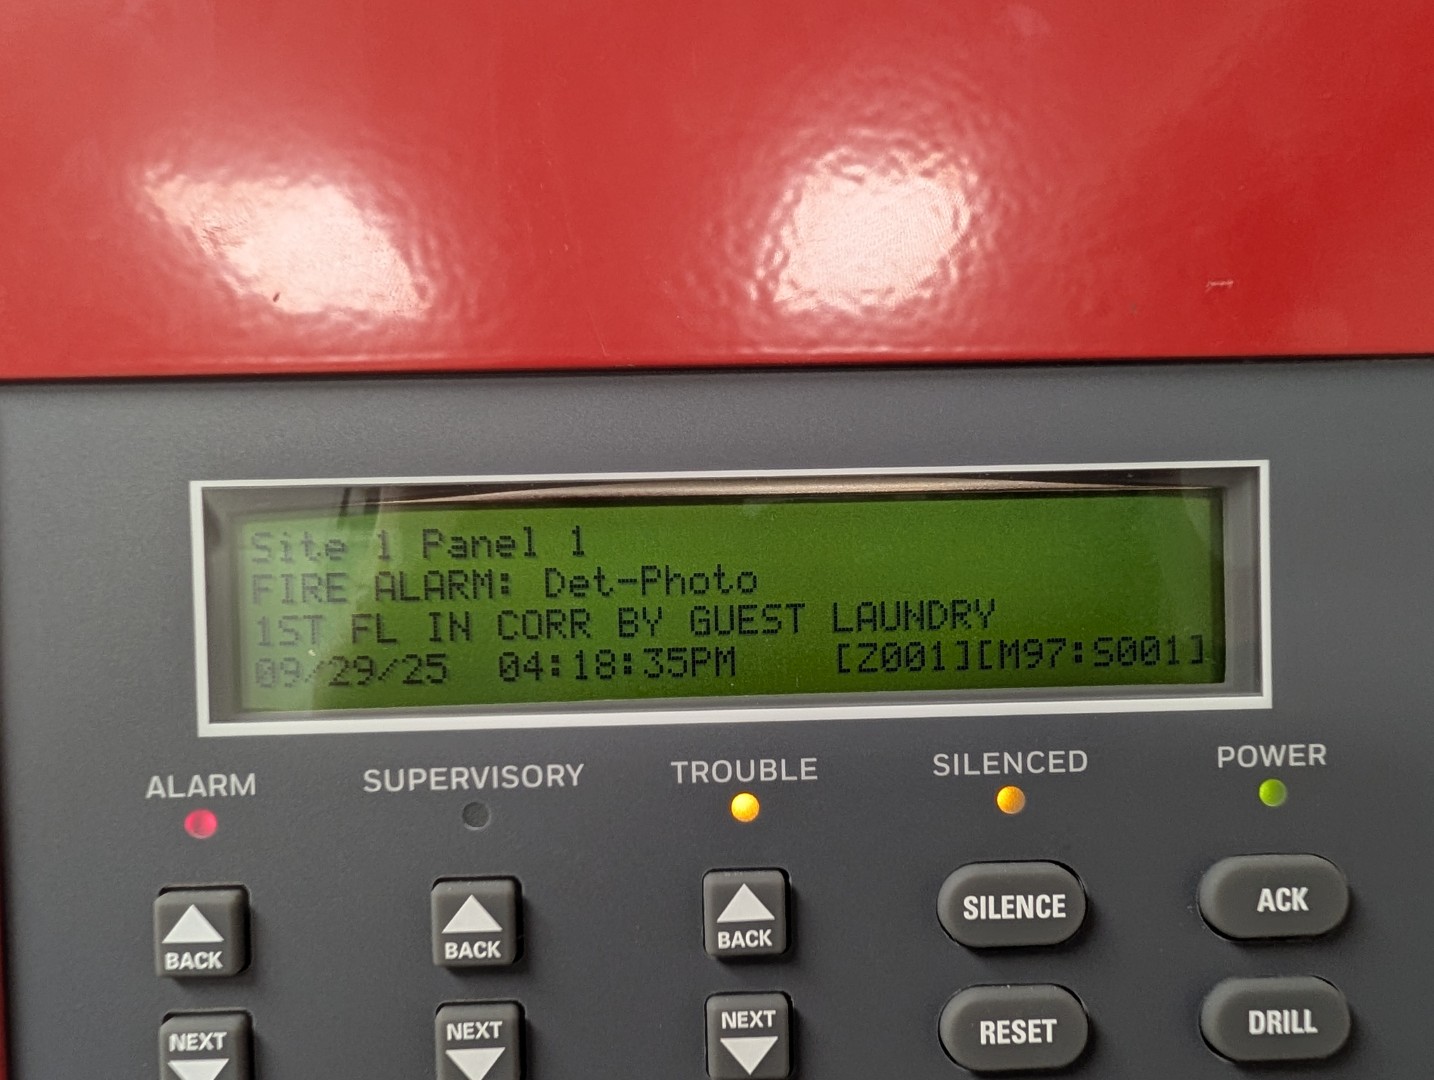 Site 1 Panel 1
FIRE ALARM: Det-Photo
1ST FL IN CORR BY GUEST LAUNDRY
09/29/25 04:18:35PM [Z001][M97:S001]
ALARM SUPERVISORY TROUBLE SILENCED POWER
BACK BACK BACK SILENCE ACK
NEXT NEXT NEXT RESET DRILL